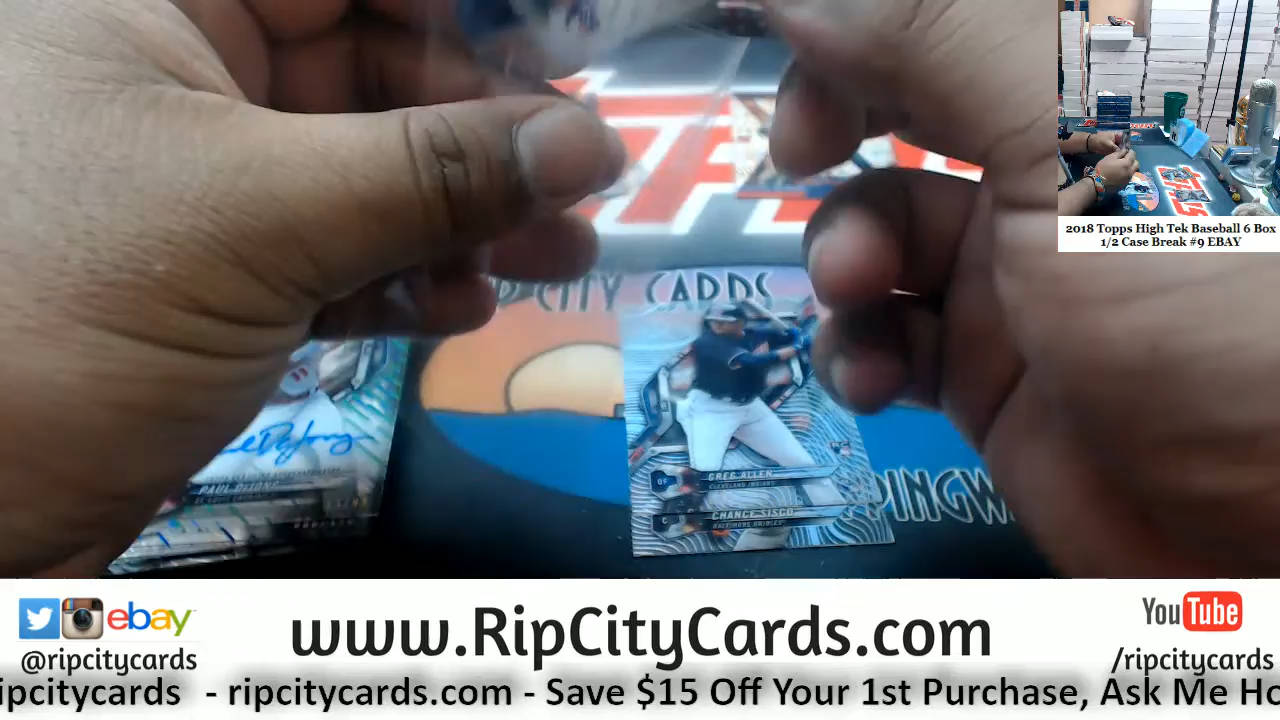 CITY CARDS
GREG ALLEN
CLEVELAND INDIANS
CHANCE SISCO
BALTIMORE ORIOLES
PAUL DEJONG
PINGW
2018 Topps High Tek Baseball 6 Box
1/2 Case Break #9 EBAY
ebay
@ripcitycards
www.RipCityCards.com
YouTube
/ripcitycards
ipcitycards - ripcitycards.com - Save $15 Off Your 1st Purchase, Ask Me Ho